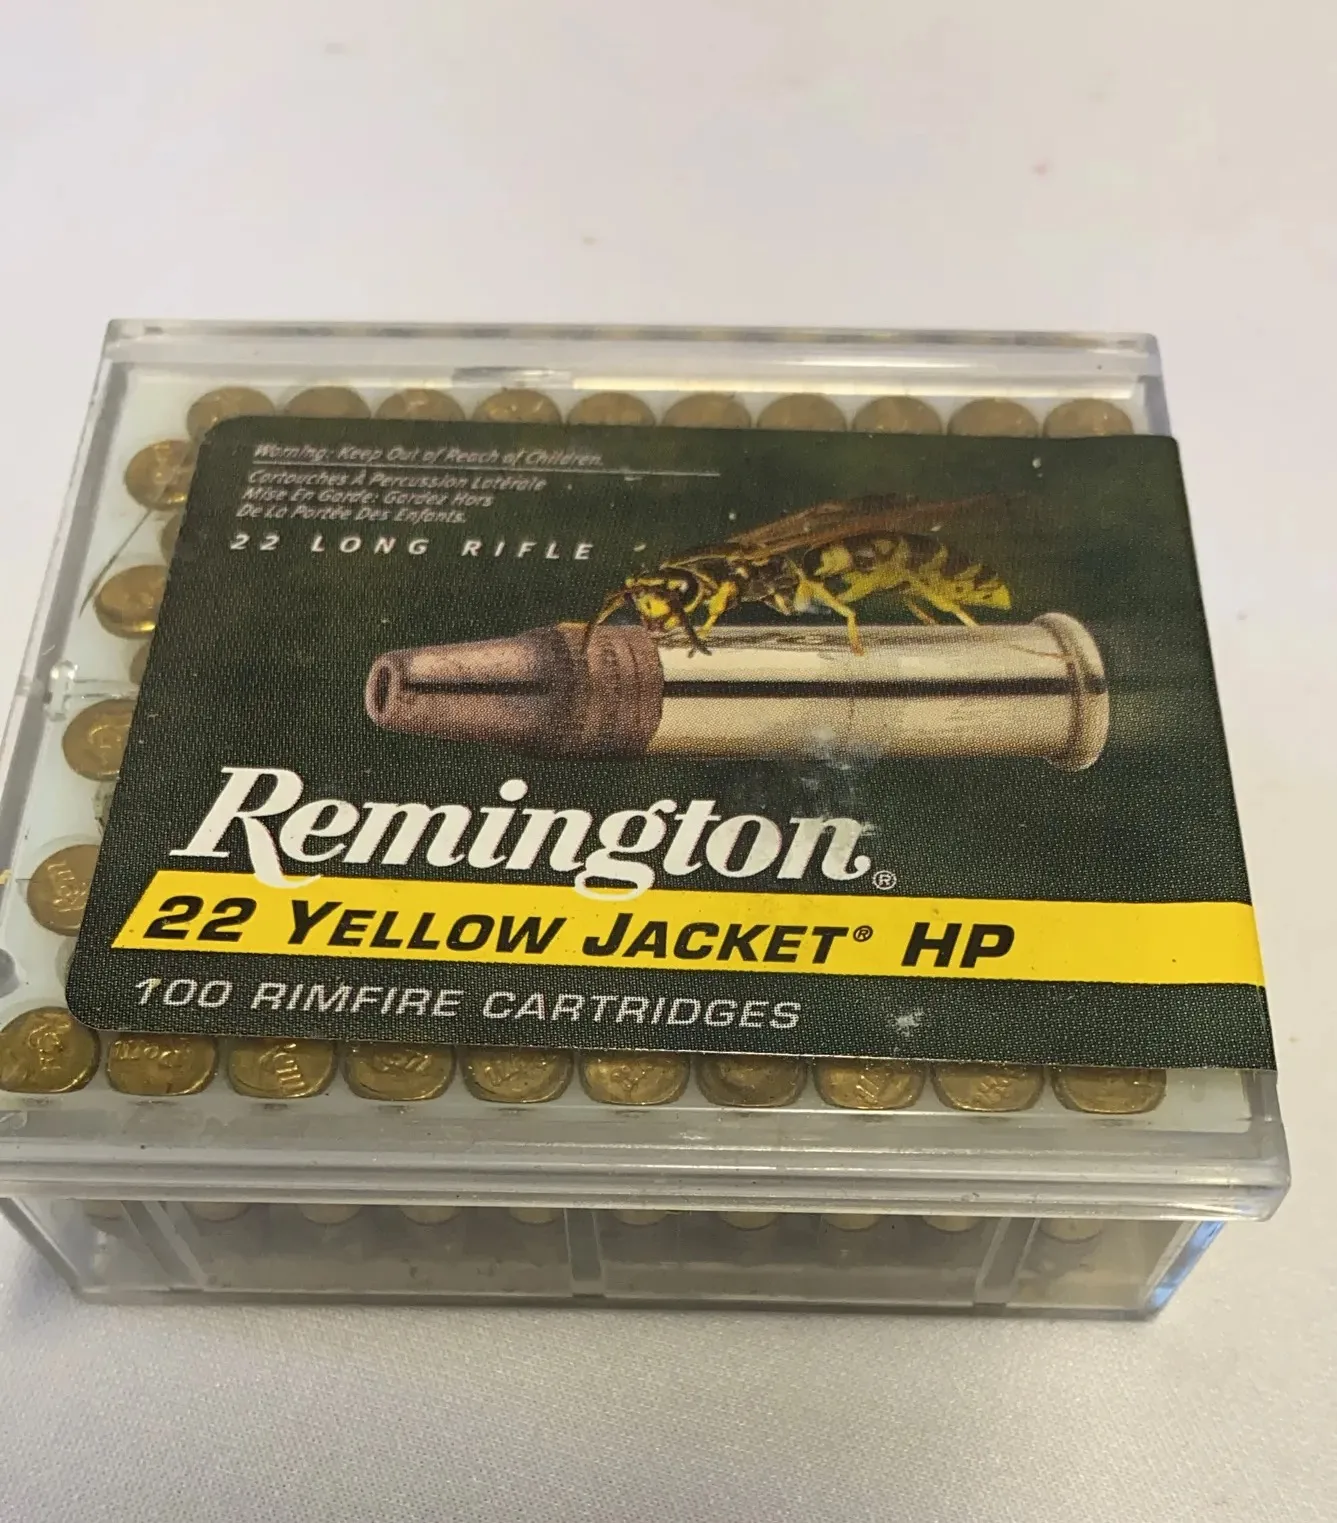 Warning: Keep Out of Reach of Children.
Cartouches À Percussion Latérale
Mise En Garde: Gardez Hors
De La Portée Des Enfants.
22 LONG RIFLE
Remington®
22 YELLOW JACKET® HP
100 RIMFIRE CARTRIDGES